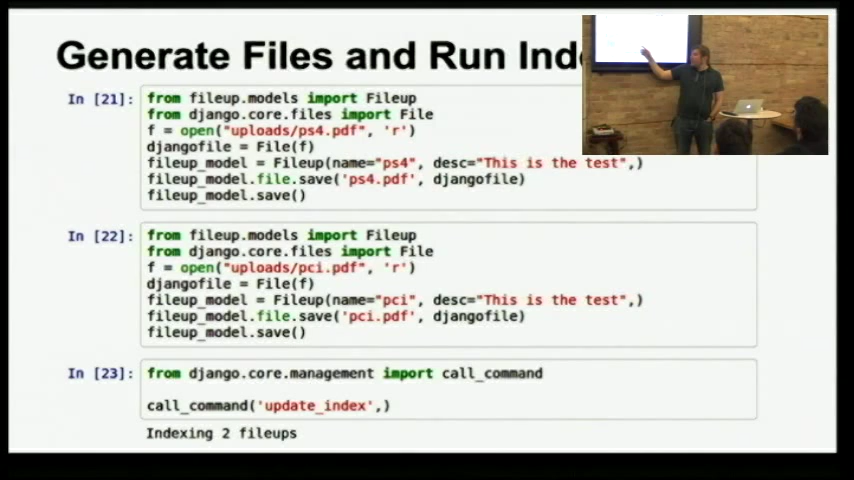 Generate Files and Run
In [21]:
from fileup.models import Fileup
from django.core.files import File
f = open("uploads/ps4.pdf", 'r')
djangofile = File(f)
fileup_model = Fileup(name="ps4", desc="This is the test",)
fileup_model.file.save('ps4.pdf', djangofile)
fileup_model.save()
In [22]:
from fileup.models import Fileup
from django.core.files import File
f = open("uploads/pci.pdf", 'r')
djangofile = File(f)
fileup_model = Fileup(name="pci", desc="This is the test",)
fileup_model.file.save('pci.pdf', djangofile)
fileup_model.save()
In [23]:
from django.core.management import call_command
call_command('update_index',)
Indexing 2 fileups